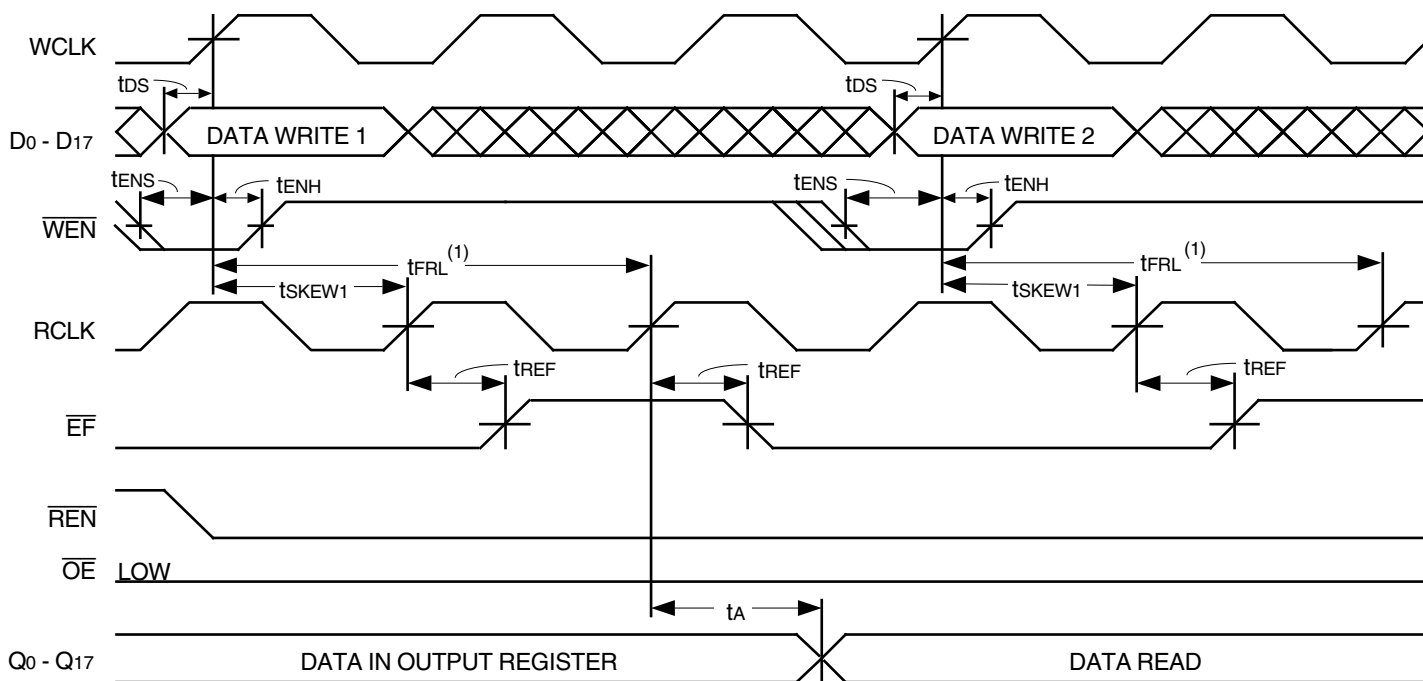 WCLK
tDS
tDS
D0 - D17
DATA WRITE 1
DATA WRITE 2
tENS
tENH
tENS
tENH
WEN
tFRL(1)
tFRL(1)
tSKEW1
tSKEW1
RCLK
tREF
tREF
tREF
EF
REN
OE
LOW
tA
Q0 - Q17
DATA IN OUTPUT REGISTER
DATA READ